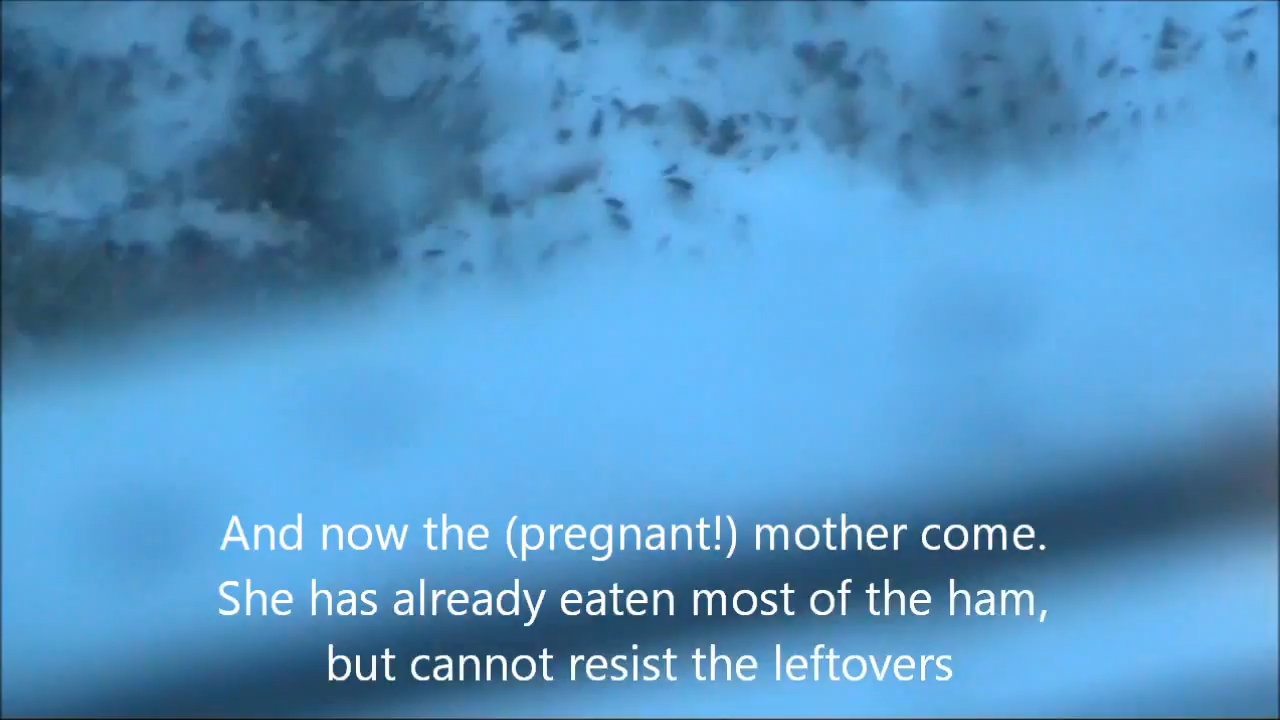 And now the (pregnant!) mother come.
She has already eaten most of the ham,
but cannot resist the leftovers